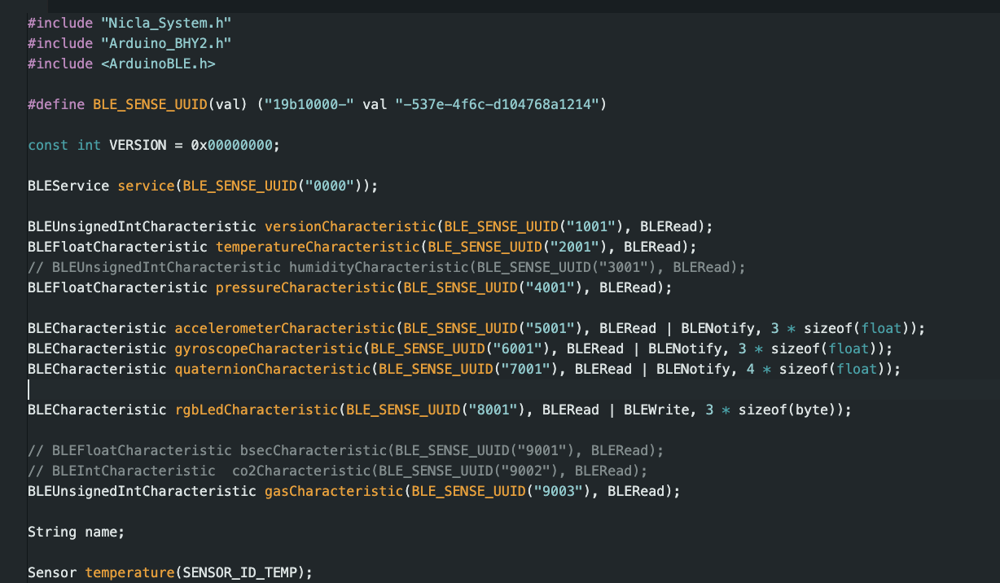 #include "Nicla_System.h"
#include "Arduino_BHY2.h"
#include <ArduinoBLE.h>
#define BLE_SENSE_UUID(val) ("19b10000-" val "-537e-4f6c-d104768a1214")
const int VERSION = 0x00000000;
BLEService service(BLE_SENSE_UUID("0000"));
BLEUnsignedIntCharacteristic versionCharacteristic(BLE_SENSE_UUID("1001"), BLERead);
BLEFloatCharacteristic temperatureCharacteristic(BLE_SENSE_UUID("2001"), BLERead);
// BLEUnsignedIntCharacteristic humidityCharacteristic(BLE_SENSE_UUID("3001"), BLERead);
BLEFloatCharacteristic pressureCharacteristic(BLE_SENSE_UUID("4001"), BLERead);
BLECharacteristic accelerometerCharacteristic(BLE_SENSE_UUID("5001"), BLERead | BLENotify, 3 * sizeof(float));
BLECharacteristic gyroscopeCharacteristic(BLE_SENSE_UUID("6001"), BLERead | BLENotify, 3 * sizeof(float));
BLECharacteristic quaternionCharacteristic(BLE_SENSE_UUID("7001"), BLERead | BLENotify, 4 * sizeof(float));
BLECharacteristic rgbLedCharacteristic(BLE_SENSE_UUID("8001"), BLERead | BLEWrite, 3 * sizeof(byte));
// BLEFloatCharacteristic bsecCharacteristic(BLE_SENSE_UUID("9001"), BLERead);
// BLEIntCharacteristic  co2Characteristic(BLE_SENSE_UUID("9002"), BLERead);
BLEUnsignedIntCharacteristic gasCharacteristic(BLE_SENSE_UUID("9003"), BLERead);
String name;
Sensor temperature(SENSOR_ID_TEMP);